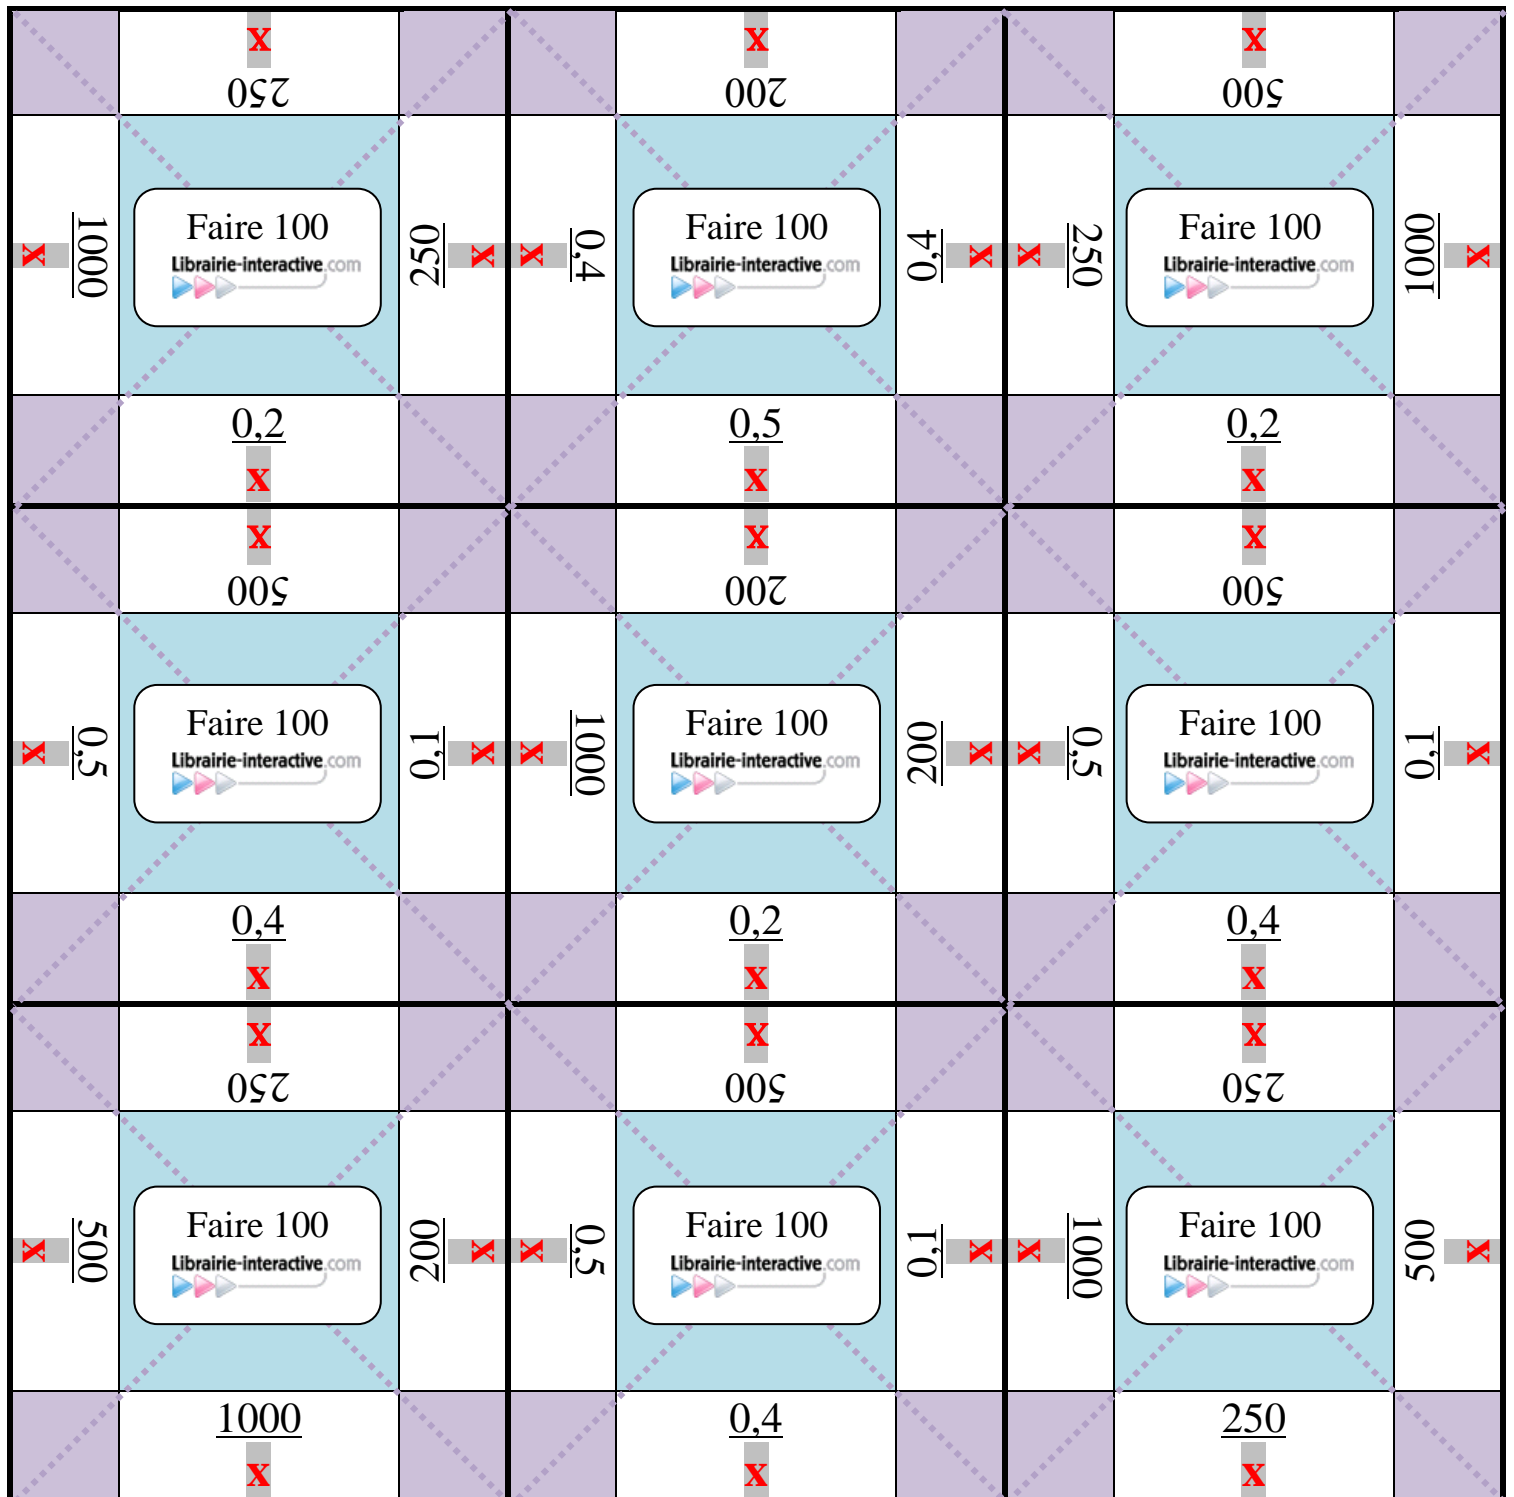 x x x
250 200 500
1000 Faire 100 250 0,4 Faire 100 0,4 250 Faire 100 1000
x Librairie-interactive.com x x Librairie-interactive.com x x Librairie-interactive.com x
0,2 0,5 0,2
x x x
x x x
500 200 500
0,5 Faire 100 0,1 1000 Faire 100 200 0,5 Faire 100 0,1
x Librairie-interactive.com x x Librairie-interactive.com x x Librairie-interactive.com x
0,4 0,2 0,4
x x x
x x x
250 500 250
500 Faire 100 200 0,5 Faire 100 0,1 1000 Faire 100 500
x Librairie-interactive.com x x Librairie-interactive.com x x Librairie-interactive.com x
1000 0,4 250
x x x